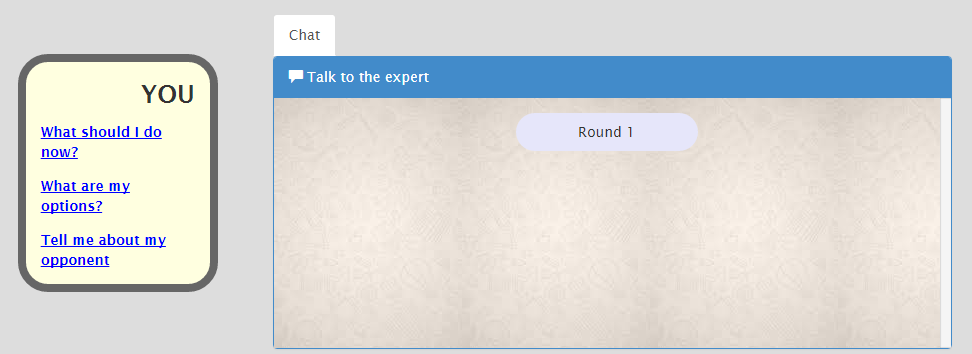 Chat
YOU
Talk to the expert
What should I do
now?
What are my
options?
Tell me about my
opponent
Round 1